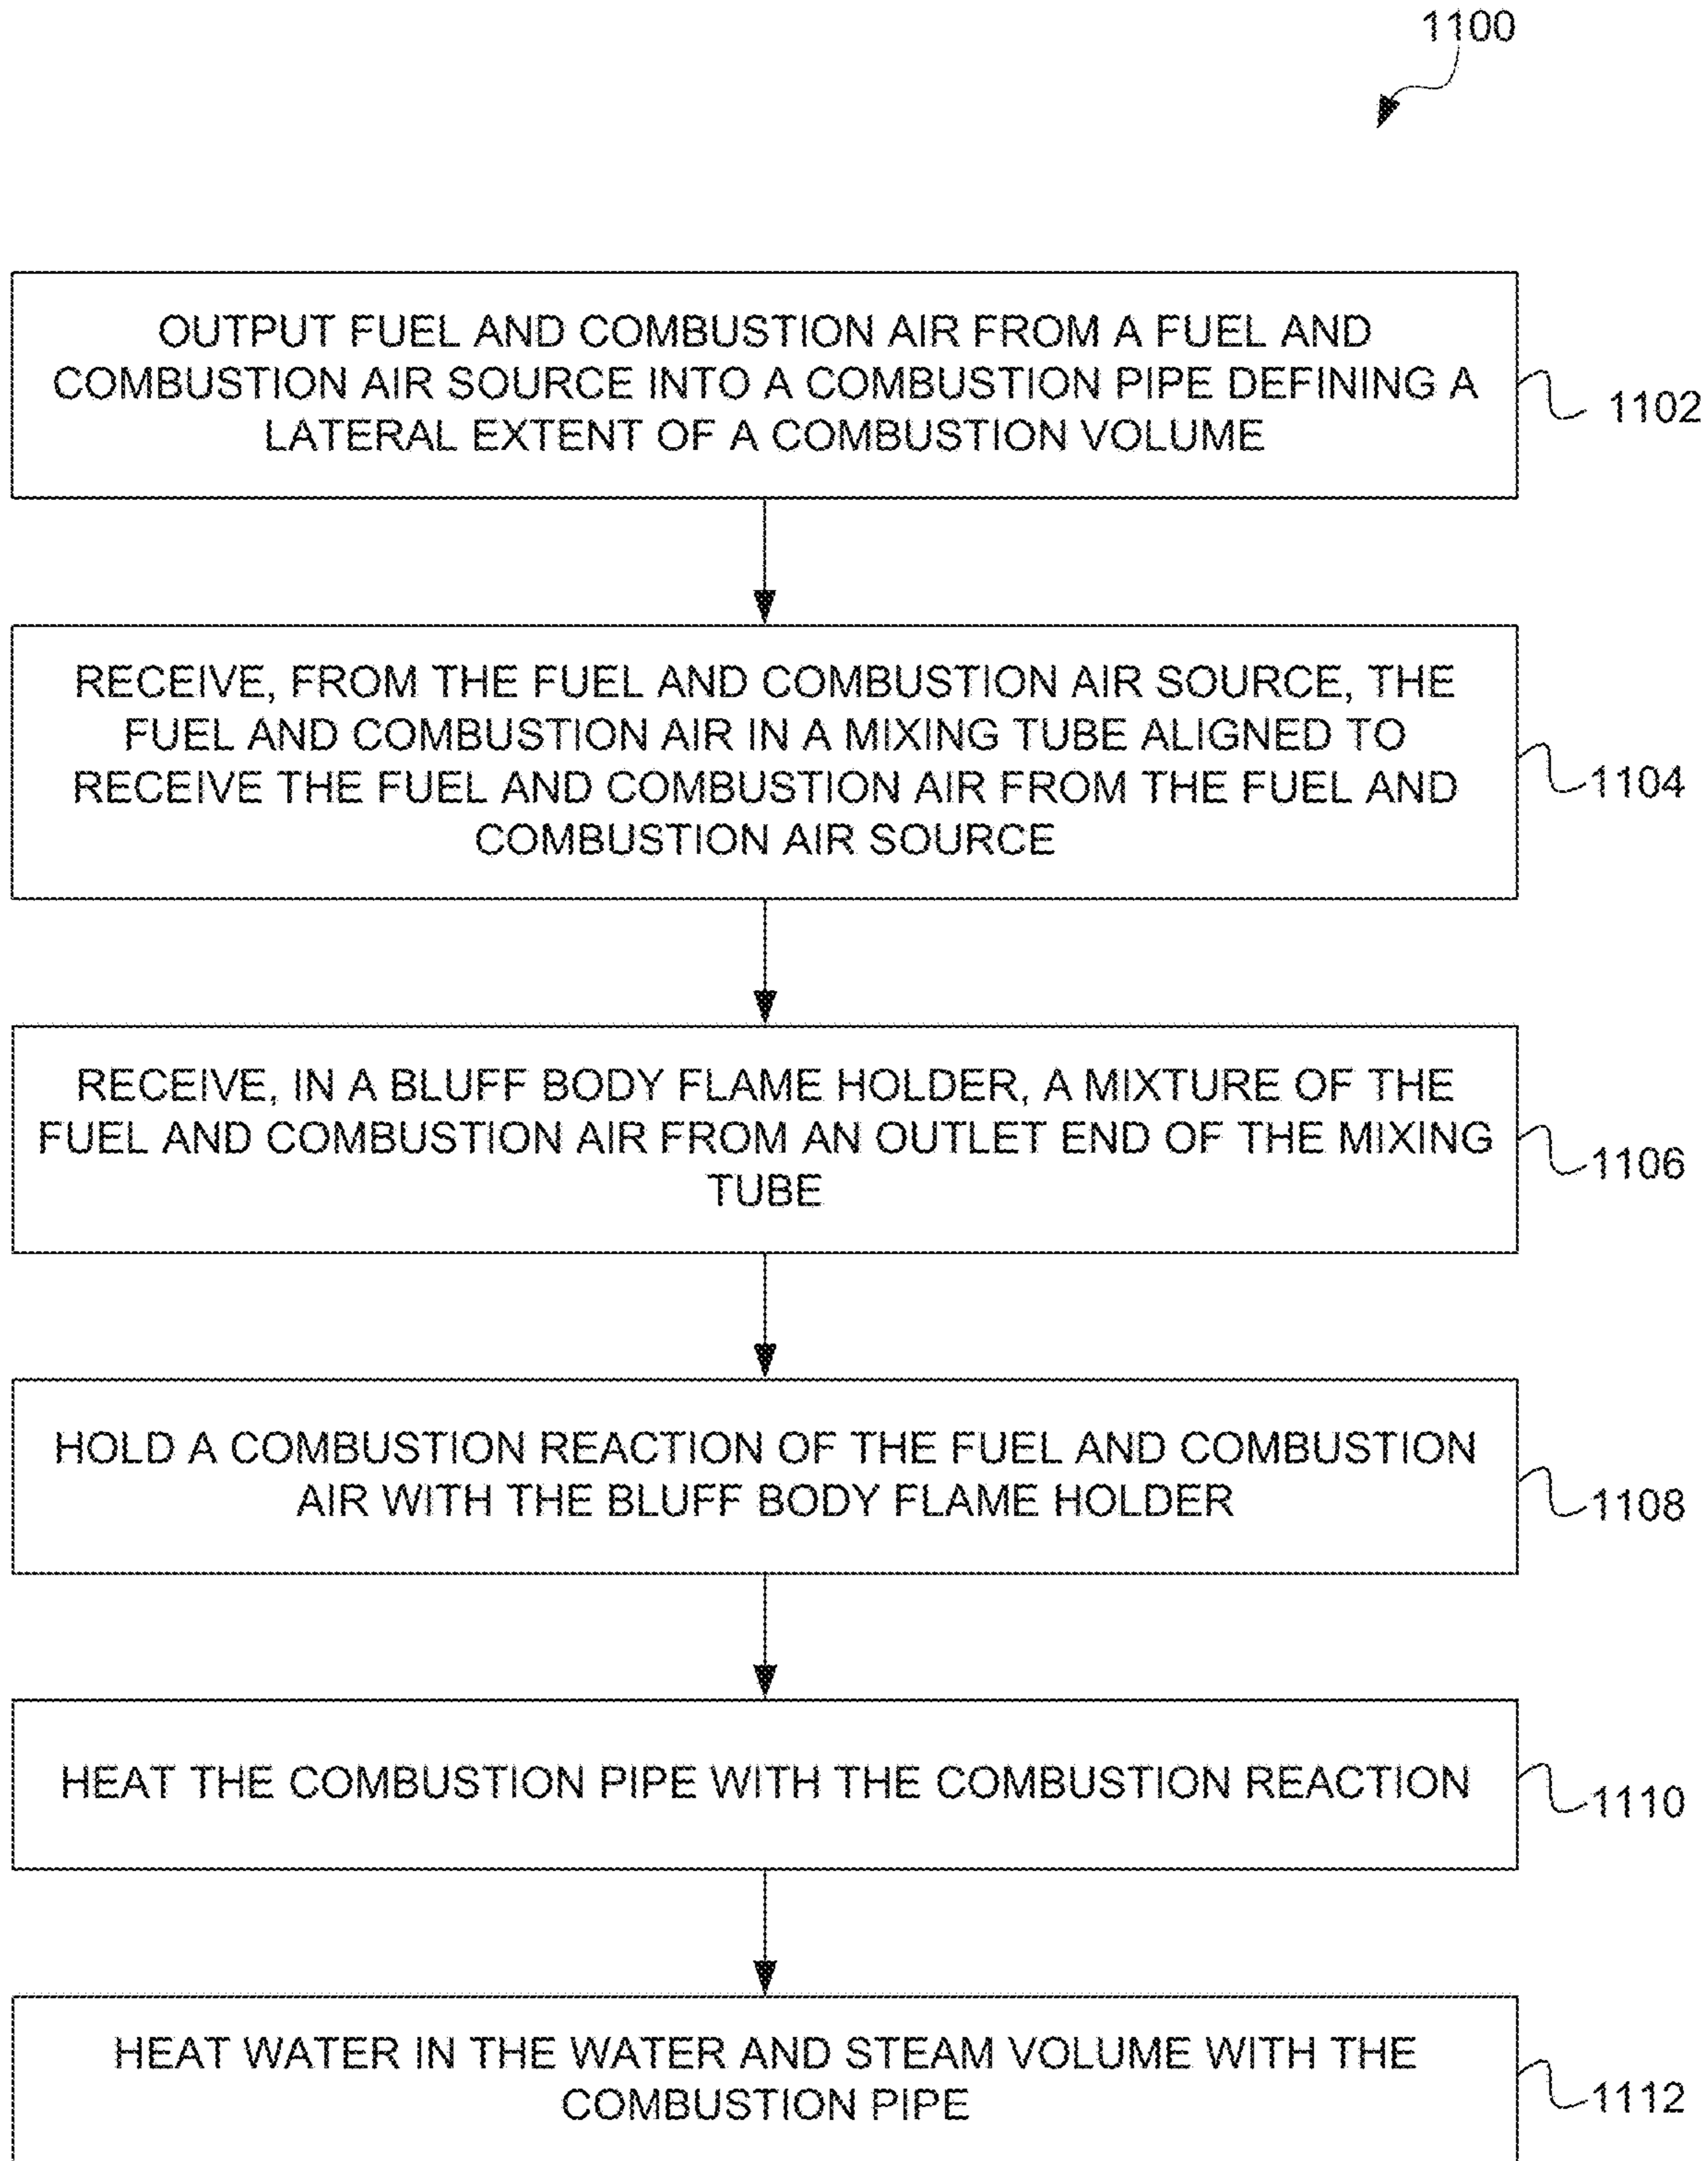 1100
OUTPUT FUEL AND COMBUSTION AIR FROM A FUEL AND
COMBUSTION AIR SOURCE INTO A COMBUSTION PIPE DEFINING A
LATERAL EXTENT OF A COMBUSTION VOLUME
1102
RECEIVE, FROM THE FUEL AND COMBUSTION AIR SOURCE, THE
FUEL AND COMBUSTION AIR IN A MIXING TUBE ALIGNED TO
RECEIVE THE FUEL AND COMBUSTION AIR FROM THE FUEL AND
COMBUSTION AIR SOURCE
1104
RECEIVE, IN A BLUFF BODY FLAME HOLDER, A MIXTURE OF THE
FUEL AND COMBUSTION AIR FROM AN OUTLET END OF THE MIXING
TUBE
1106
HOLD A COMBUSTION REACTION OF THE FUEL AND COMBUSTION
AIR WITH THE BLUFF BODY FLAME HOLDER
1108
HEAT THE COMBUSTION PIPE WITH THE COMBUSTION REACTION
1110
HEAT WATER IN THE WATER AND STEAM VOLUME WITH THE
COMBUSTION PIPE
1112